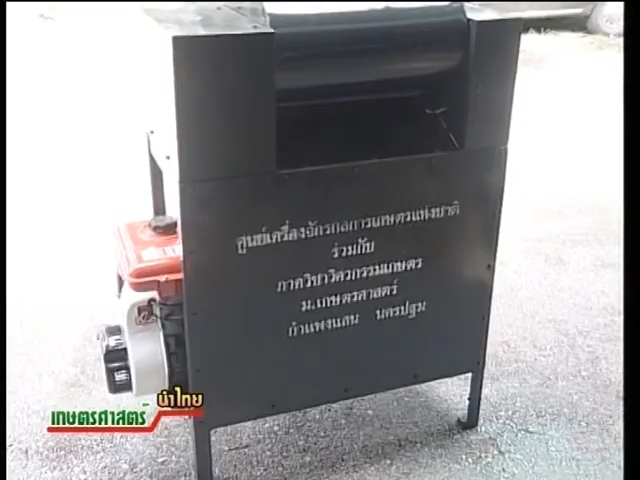 ศูนย์เครื่องจักรกลการเกษตรแห่งชาติ
ร่วมกับ
ภาควิชาวิศวกรรมเกษตร
ม.เกษตรศาสตร์
กำแพงแสน นครปฐม
เกษตรศาสตร์ นำไทย